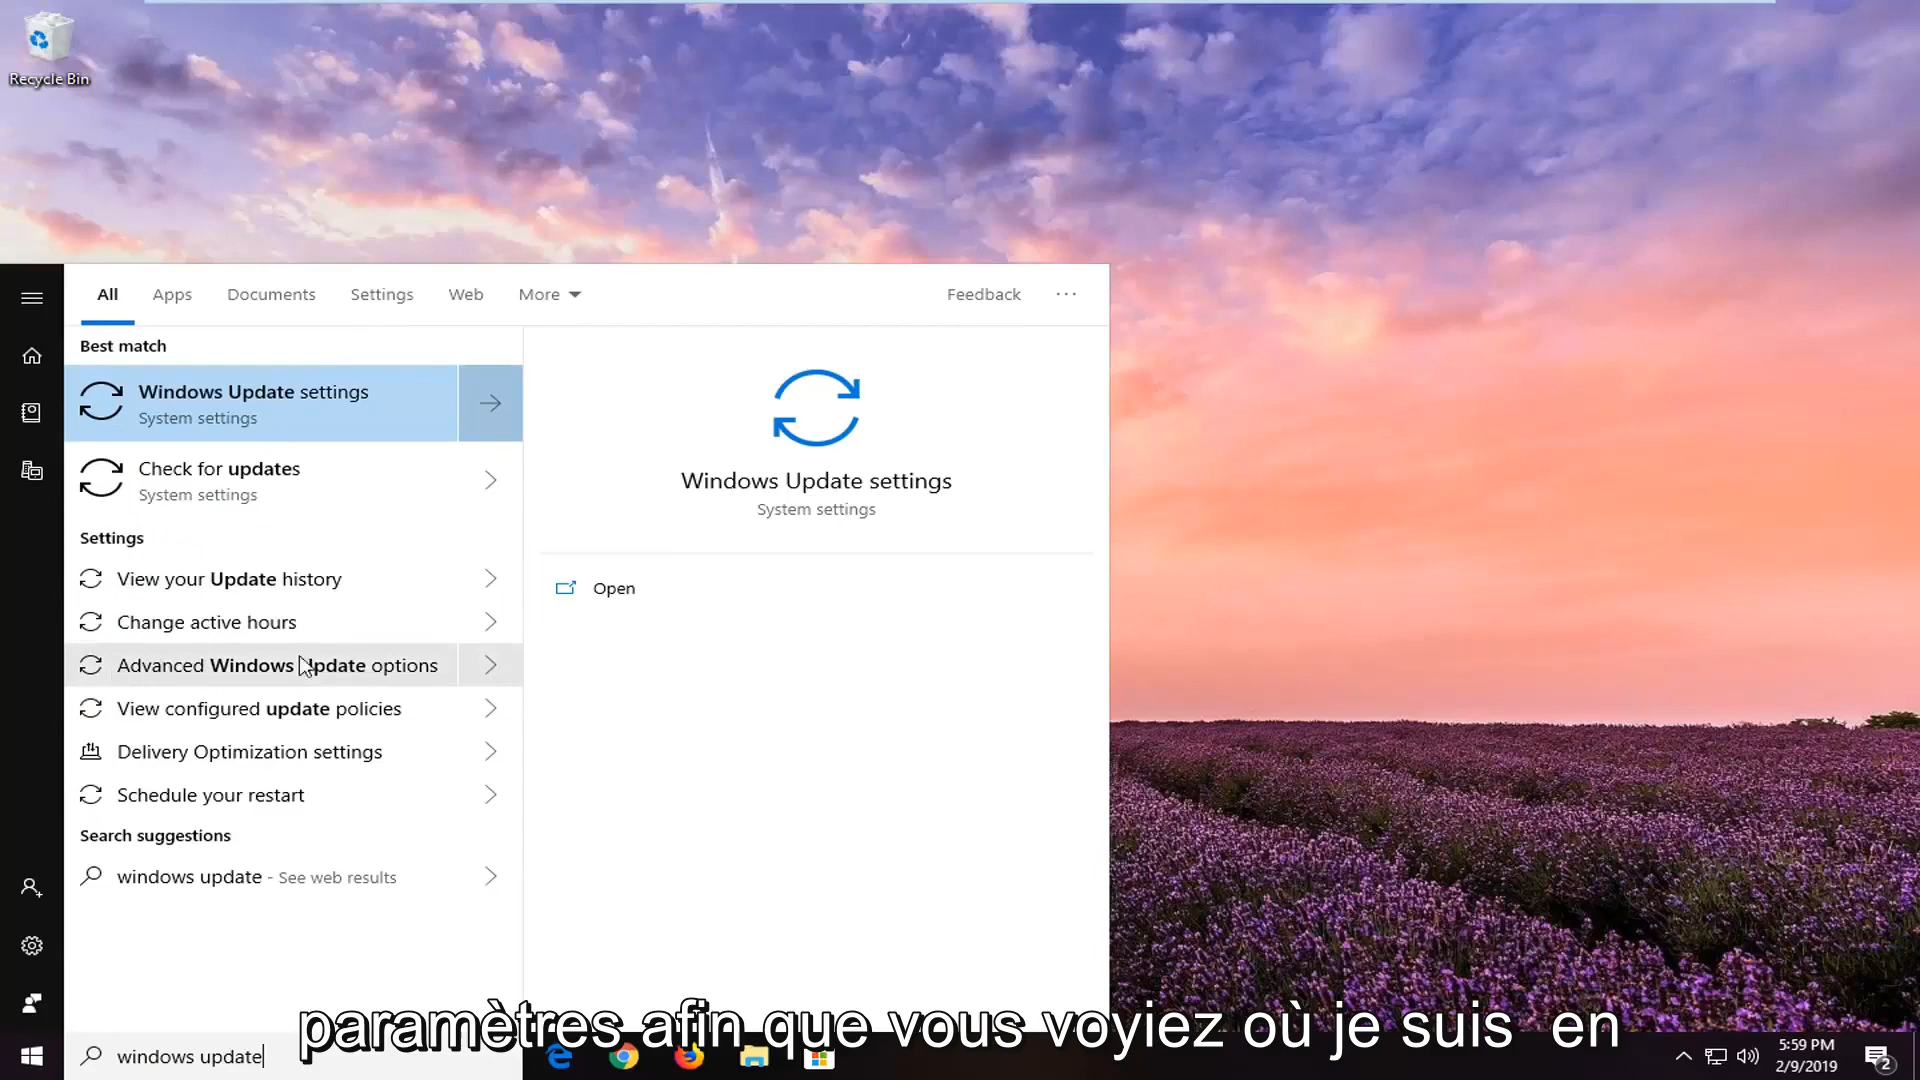 Recycle Bin
All Apps Documents Settings Web More Feedback ...
Best match
Windows Update settings
System settings
Check for updates
System settings
Settings
View your Update history
Change active hours
Advanced Windows Update options
View configured update policies
Delivery Optimization settings
Schedule your restart
Search suggestions
windows update - See web results
Windows Update settings
System settings
Open
paramètres afin que vous voyiez où je suis en
windows update
5:59 PM
2/9/2019
2